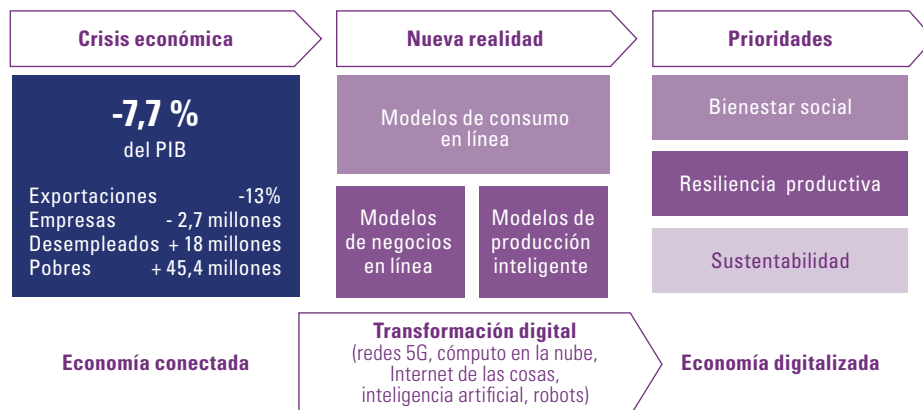 Crisis económica
Nueva realidad
Prioridades
-7,7 %
del PIB
Exportaciones -13%
Empresas - 2,7 millones
Desempleados + 18 millones
Pobres + 45,4 millones
Modelos de consumo
en línea
Modelos
de negocios
en línea
Modelos de
producción
inteligente
Bienestar social
Resiliencia productiva
Sustentabilidad
Economía conectada
Transformación digital
(redes 5G, cómputo en la nube,
Internet de las cosas,
inteligencia artificial, robots)
Economía digitalizada